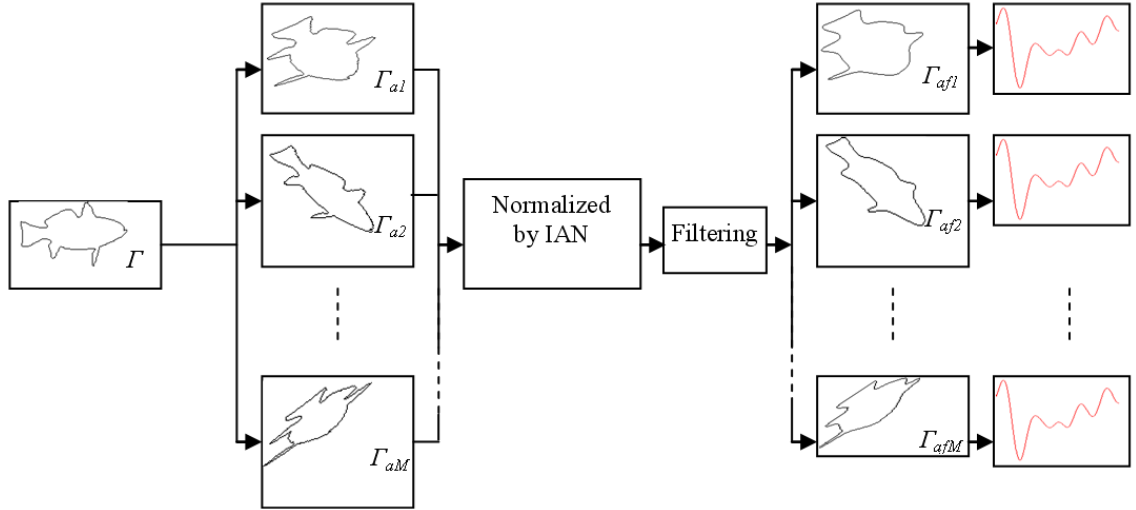 Γ
Γa1
Γa2
ΓaM
Normalized
by IAN
Filtering
Γaf1
Γaf2
ΓafM